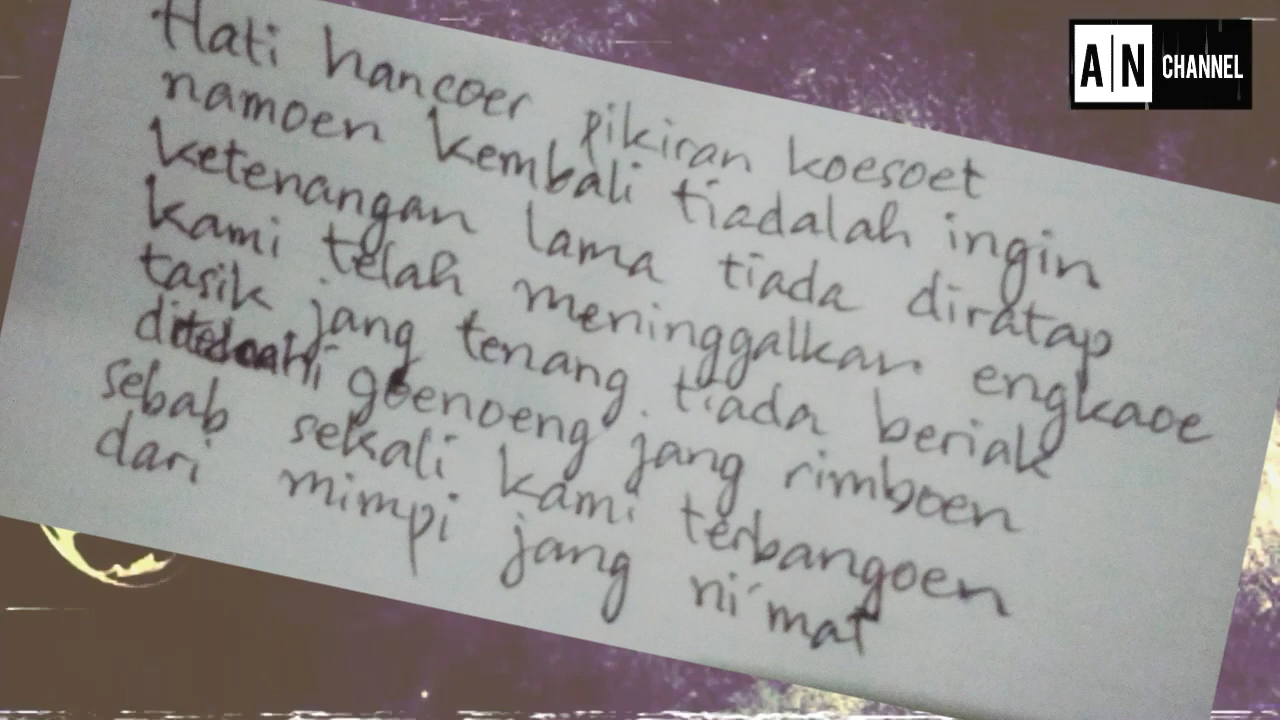 Hati hancoer pikiran koesoet
namoen kembali tiadalah ingin
ketenangan lama tiada diratap
kami telah meninggalkan engkaoe
tasik jang tenang tiada beriak
goenoeng jang rimboen
sebab sekali kami terbangoen
dari mimpi jang ni'mat
A|N CHANNEL